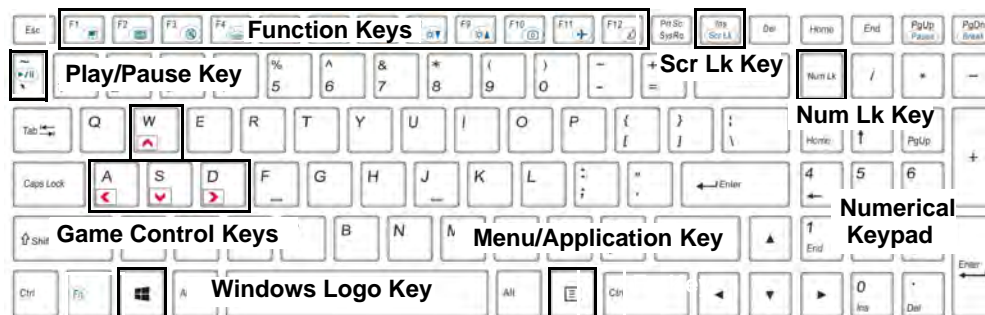 Esc F1 F2 F3 F4 Function Keys F9 F10 F11 F12 Prt Sc SysRq Ins Scr Lk Del Home End PgUp Pause PgDn Break
~ ` Play/Pause Key % 5 ^ 6 & 7 * 8 ( 9 ) 0 - + = Scr Lk Key Num Lk / * -
Tab Q W E R T Y U I O P { [ } ] \ Num Lk Key Home PgUp +
Caps Lock A S D F G H J K L : ; " ' Enter 4 5 6
Shift Game Control Keys B N Menu/Application Key 1 End Numerical
Keypad
Ctrl Fn Windows Logo Key Alt Ctrl 0 Ins . Del Enter